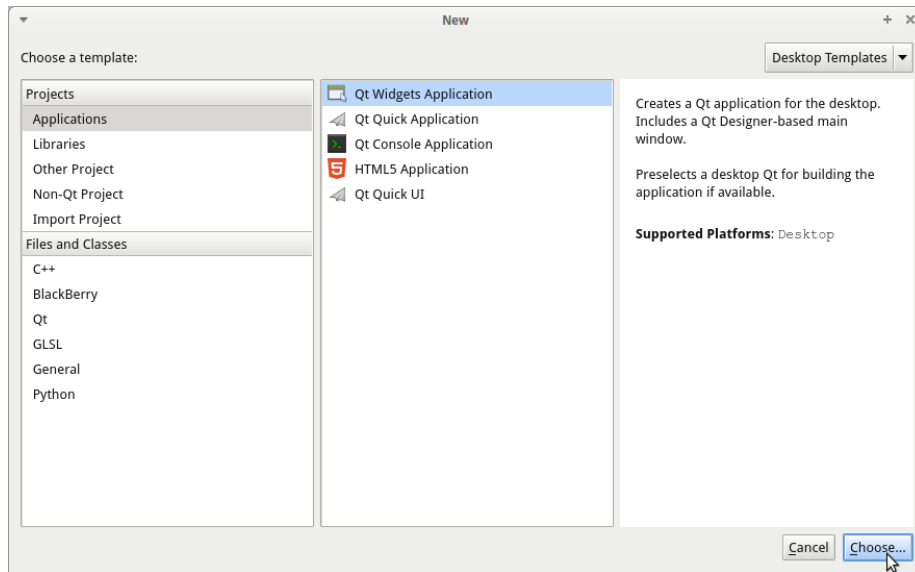 New
Choose a template:
Desktop Templates
Projects
Applications
Libraries
Other Project
Non-Qt Project
Import Project
Files and Classes
C++
BlackBerry
Qt
GLSL
General
Python
Qt Widgets Application
Qt Quick Application
Qt Console Application
HTML5 Application
Qt Quick UI
Creates a Qt application for the desktop.
Includes a Qt Designer-based main
window.
Preselects a desktop Qt for building the
application if available.
Supported Platforms: Desktop
Cancel
Choose...